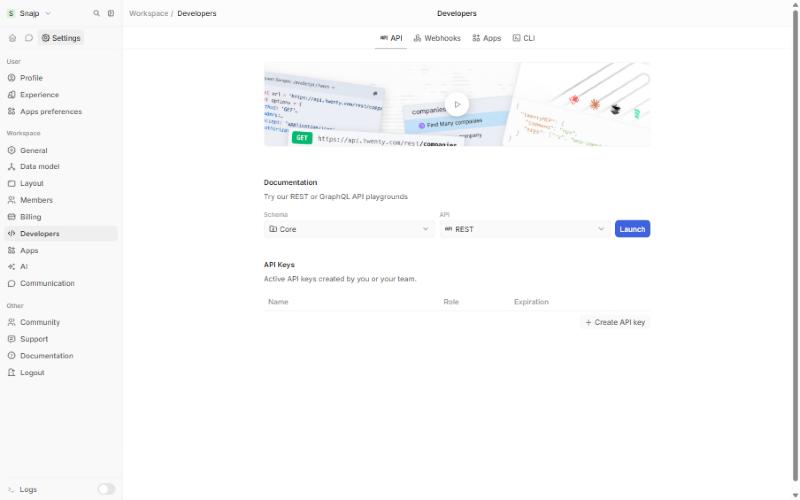 S Snap
Workspace / Developers
Developers
Settings
API
Webhooks
Apps
CLI
User
Profile
Experience
Apps preferences
Workspace
General
Data model
Layout
Members
Billing
Developers
Apps
AI
Communication
Other
Community
Support
Documentation
Logout
Logs
companies
Find Many companies
GET https://api.twenty.com/rest/companies
Documentation
Try our REST or GraphQL API playgrounds
Schema
API
Core
REST
Launch
API Keys
Active API keys created by you or your team.
Name Role Expiration
+ Create API key